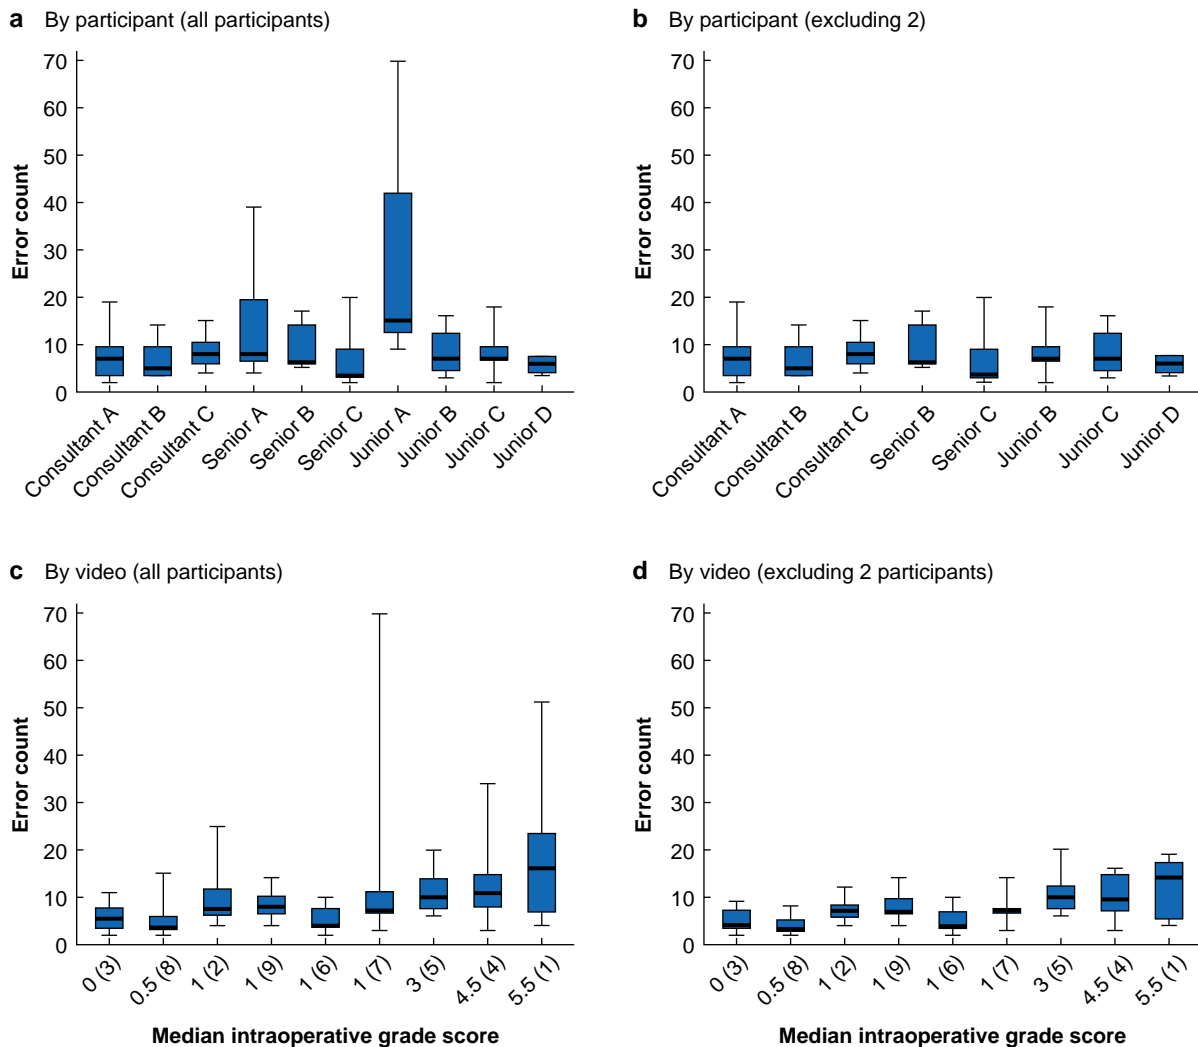 a By participant (all participants)
70
60
50
40
30
20
10
0
Error count
Consultant A
Consultant B
Consultant C
Senior A
Senior B
Senior C
Junior A
Junior B
Junior C
Junior D
b By participant (excluding 2)
70
60
50
40
30
20
10
0
Error count
Consultant A
Consultant B
Consultant C
Senior B
Senior C
Junior B
Junior C
Junior D
c By video (all participants)
70
60
50
40
30
20
10
0
Error count
0 (3)
0.5 (8)
1 (2)
1 (9)
1 (6)
1 (7)
3 (5)
4.5 (4)
5.5 (1)
Median intraoperative grade score
d By video (excluding 2 participants)
70
60
50
40
30
20
10
0
Error count
0 (3)
0.5 (8)
1 (2)
1 (9)
1 (6)
1 (7)
3 (5)
4.5 (4)
5.5 (1)
Median intraoperative grade score